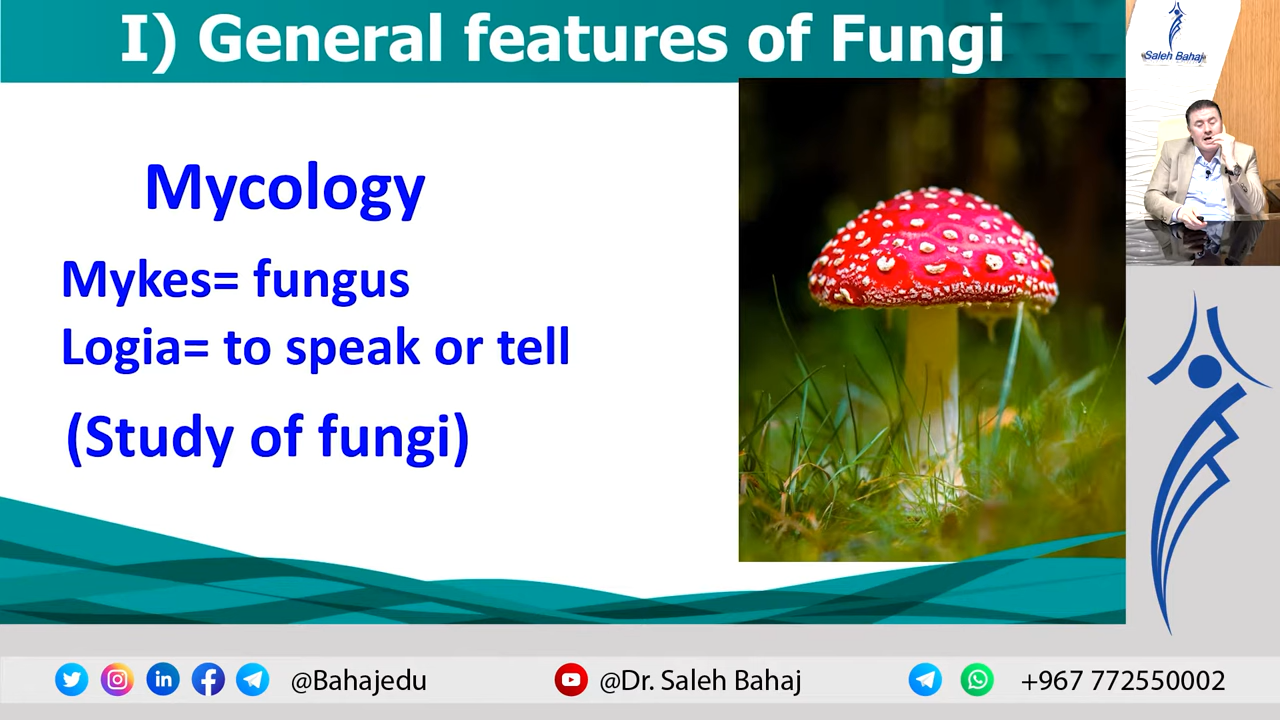 I) General features of Fungi
Saleh Bahaj
Mycology
Mykes= fungus
Logia= to speak or tell
(Study of fungi)
@Bahajedu
@Dr. Saleh Bahaj
+967 772550002